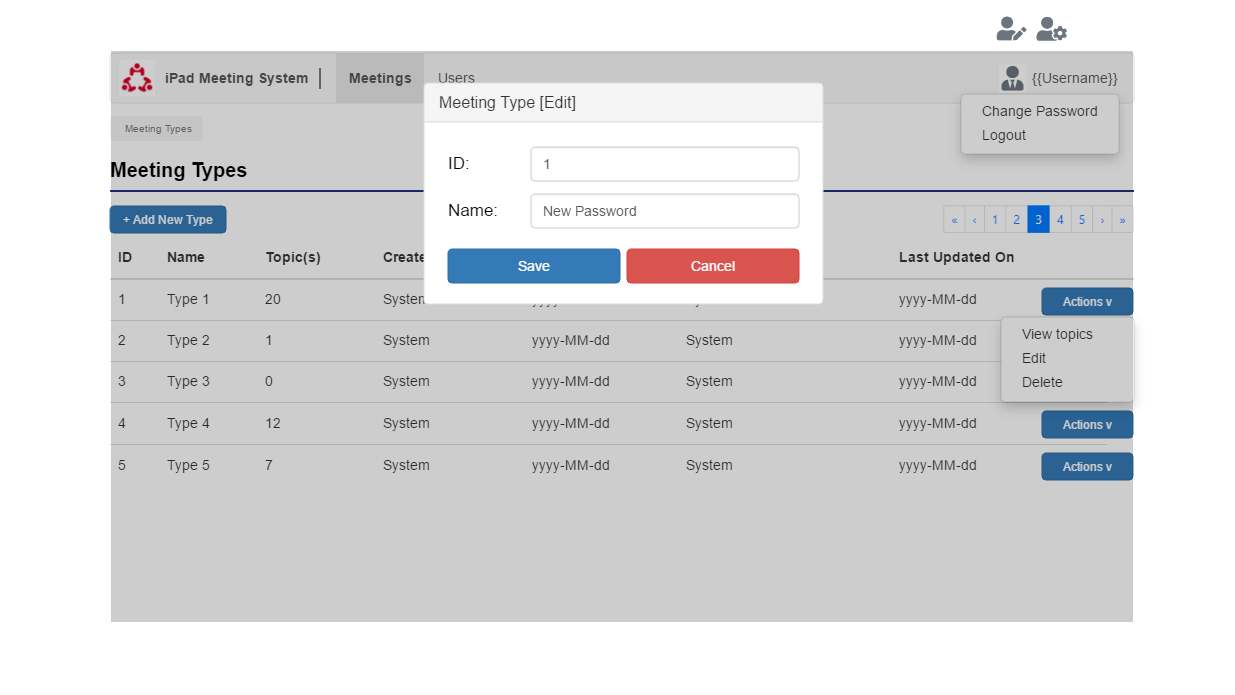 iPad Meeting System
Meetings
Users
{{Username}}
Change Password
Logout
Meeting Types
Meeting Types
Meeting Type [Edit]
ID:
1
Name:
New Password
Save
Cancel
+ Add New Type
« ‹ 1 2 3 4 5 › »
ID Name Topic(s) Create Last Updated On
1 Type 1 20 System yyyy-MM-dd Actions v
View topics
Edit
Delete
2 Type 2 1 System yyyy-MM-dd System yyyy-MM-dd
3 Type 3 0 System yyyy-MM-dd System yyyy-MM-dd
4 Type 4 12 System yyyy-MM-dd System yyyy-MM-dd Actions v
5 Type 5 7 System yyyy-MM-dd System yyyy-MM-dd Actions v